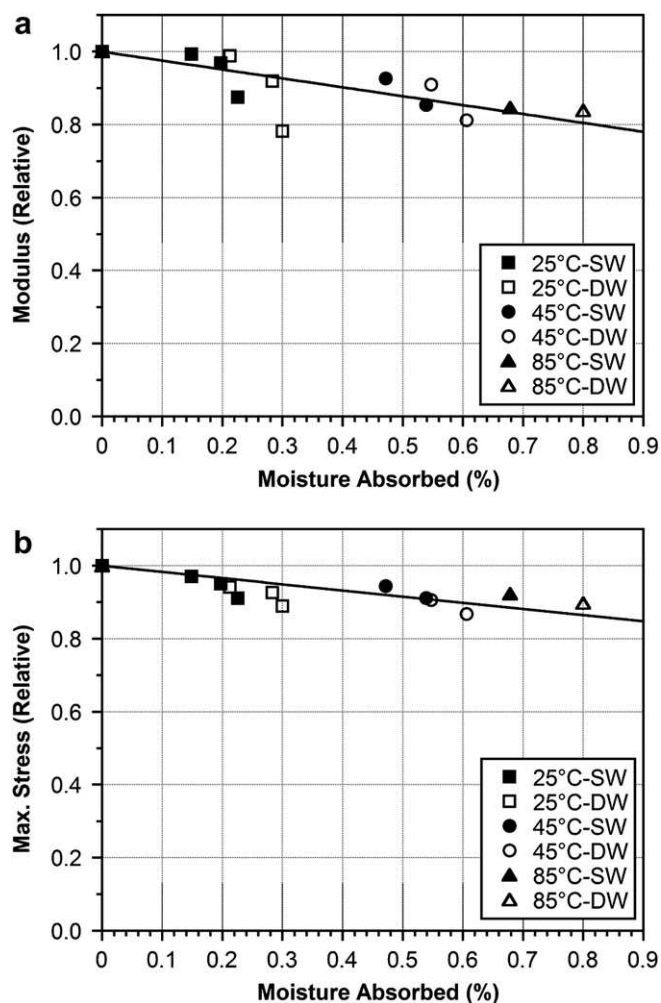 a
Modulus (Relative)
1.0
0.8
0.6
0.4
0.2
0.0
25°C-SW
25°C-DW
45°C-SW
45°C-DW
85°C-SW
85°C-DW
0 0.1 0.2 0.3 0.4 0.5 0.6 0.7 0.8 0.9
Moisture Absorbed (%)
b
Max. Stress (Relative)
1.0
0.8
0.6
0.4
0.2
0.0
25°C-SW
25°C-DW
45°C-SW
45°C-DW
85°C-SW
85°C-DW
0 0.1 0.2 0.3 0.4 0.5 0.6 0.7 0.8 0.9
Moisture Absorbed (%)